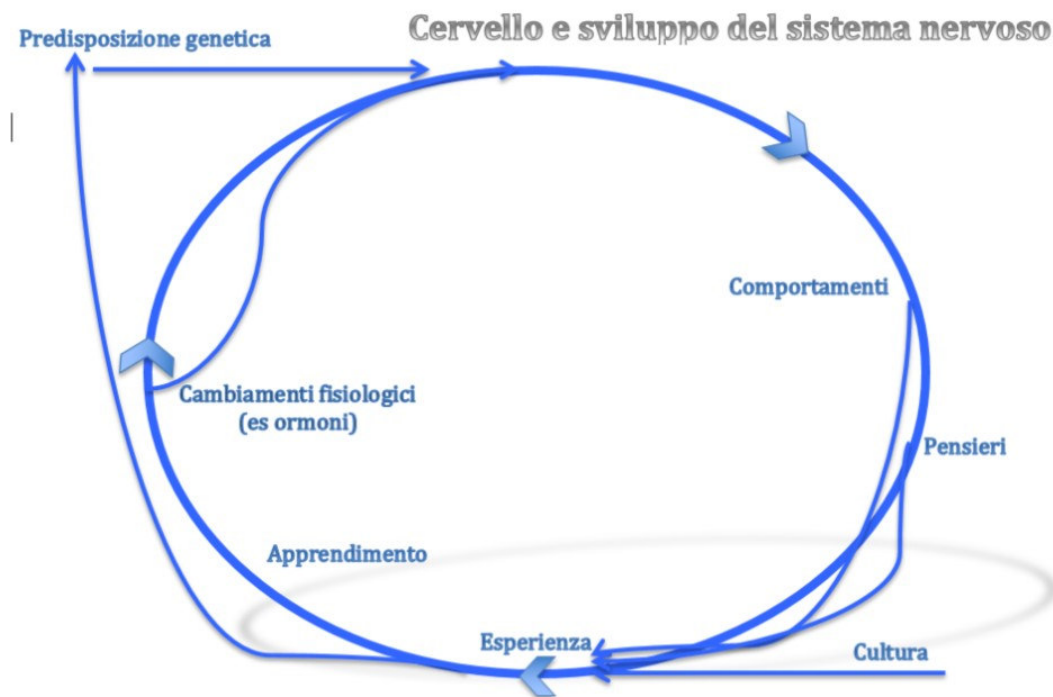 Cervello e sviluppo del sistema nervoso
Predisposizione genetica
Comportamenti
Cambiamenti fisiologici
(es ormoni)
Pensieri
Apprendimento
Esperienza
Cultura